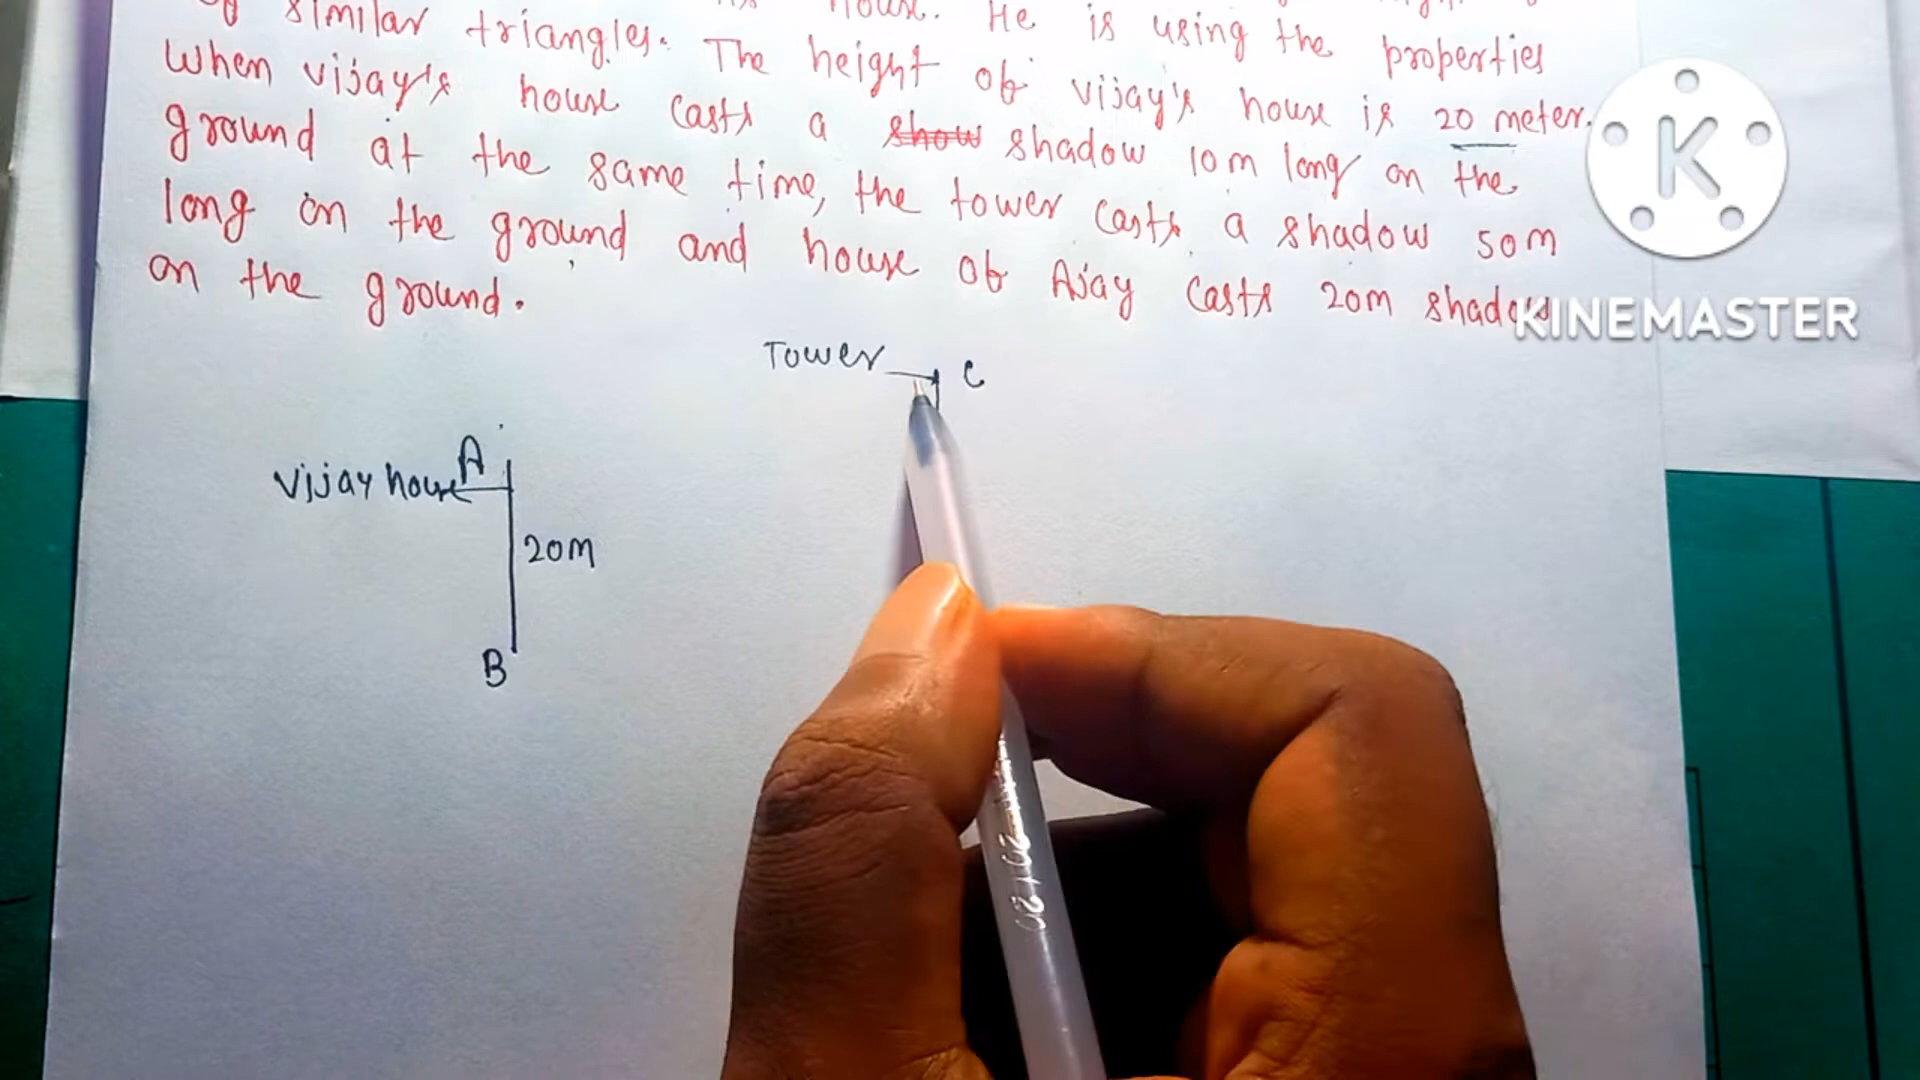 similar triangles. The height of vijay's house is 20 meter.
house. He is using the properties
when vijay's house casts a show shadow 10m long on the
ground at the same time, the tower casts a shadow 50m
long on the ground and house of Ajay casts 20m shadow
on the ground.
K
KINEMASTER
Tower C
A
Vijay house
20m
B